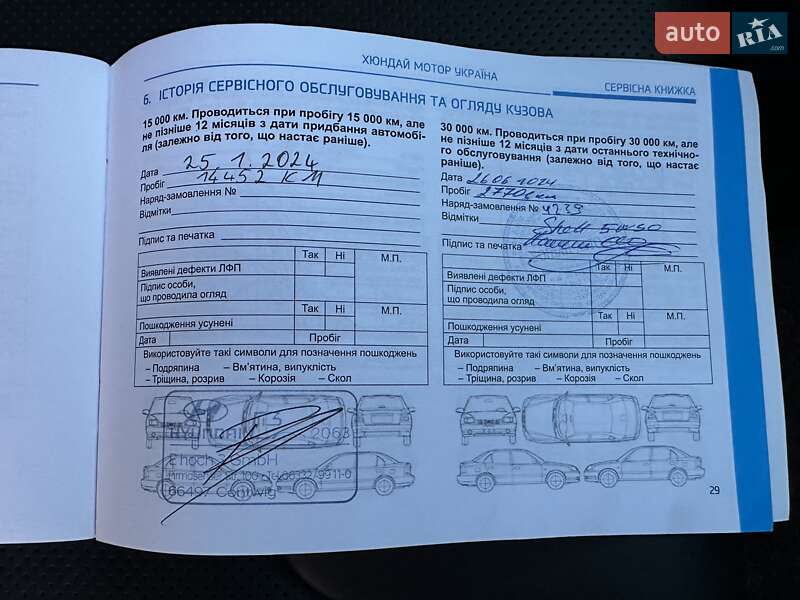 auto RIA.com
ХЮНДАЙ МОТОР УКРАЇНА
СЕРВІСНА КНИЖКА
6. ІСТОРІЯ СЕРВІСНОГО ОБСЛУГОВУВАННЯ ТА ОГЛЯДУ КУЗОВА
15 000 км. Проводиться при пробігу 15 000 км, але
не пізніше 12 місяців з дати придбання автомобі-
ля (залежно від того, що настає раніше).
Дата 25.1.2024
Пробіг 14452 KM
Наряд-замовлення №
Відмітки
Підпис та печатка
Так Ні М.П.
Виявлені дефекти ЛФП
Підпис особи,
що проводила огляд
Так Ні М.П.
Пошкодження усунені
Дата Пробіг
Використовуйте такі символи для позначення пошкоджень
– Подряпина – Вм'ятина, випуклість
– Тріщина, розрив – Корозія – Скол
GmbH
66497 Contwig
30 000 км. Проводиться при пробігу 30 000 км, але
не пізніше 12 місяців з дати останнього технічно-
го обслуговування (залежно від того, що настає
раніше).
Дата 26.06.2024
Пробіг 27706 км
Наряд-замовлення № 4239
Відмітки Shell 5W30
Підпис та печатка
Так Ні М.П.
Виявлені дефекти ЛФП
Підпис особи,
що проводила огляд
Так Ні М.П.
Пошкодження усунені
Дата Пробіг
Використовуйте такі символи для позначення пошкоджень
– Подряпина – Вм'ятина, випуклість
– Тріщина, розрив – Корозія – Скол
29